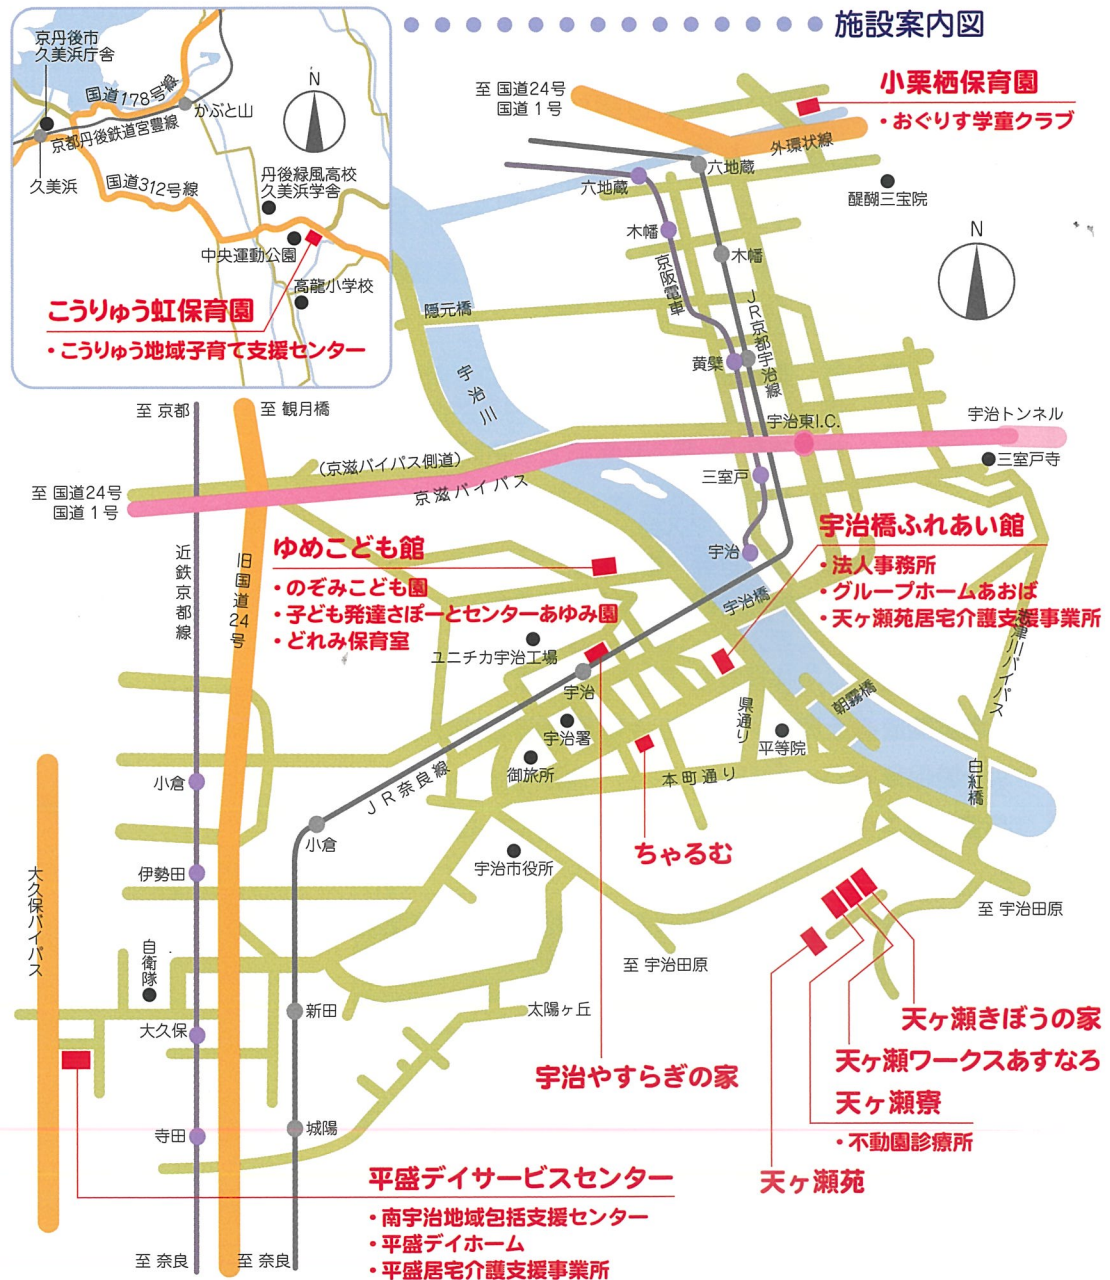 施設案内図
京丹後市
久美浜庁舎
国道178号線
かぶと山
京都丹後鉄道宮豊線
久美浜
国道312号線
N
丹後緑風高校
久美浜学舎
中央運動公園
高龍小学校
こうりゅう虹保育園
・こうりゅう地域子育て支援センター
至 国道24号
国道1号
小栗栖保育園
・おぐりす学童クラブ
外環状線
六地蔵
六地蔵
醍醐三宝院
木幡
木幡
京阪電車
JR京都宇治線
N
隠元橋
宇治川
黄檗
宇治東I.C.
宇治トンネル
三室戸寺
三室戸
至 京都
至 観月橋
(京滋バイパス側道)
京滋バイパス
至 国道24号
国道1号
近鉄京都線
旧国道24号
ゆめこども館
・のぞみこども園
・子ども発達さぽーとセンターあゆみ園
・どれみ保育室
宇治
宇治橋
宇治橋ふれあい館
・法人事務所
・グループホームあおば
・天ヶ瀬苑居宅介護支援事業所
津川バイパス
ユニチカ宇治工場
宇治
宇治署
御旅所
県通り
平等院
朝霧橋
本町通り
白紅橋
JR奈良線
小倉
小倉
ちゃるむ
宇治市役所
伊勢田
大久保バイパス
自衛隊
至 宇治田原
至 宇治田原
新田
太陽ヶ丘
大久保
宇治やすらぎの家
天ヶ瀬きぼうの家
天ヶ瀬ワークスあすなろ
天ヶ瀬寮
・不動園診療所
天ヶ瀬苑
寺田
城陽
平盛デイサービスセンター
・南宇治地域包括支援センター
・平盛デイホーム
・平盛居宅介護支援事業所
至 奈良
至 奈良